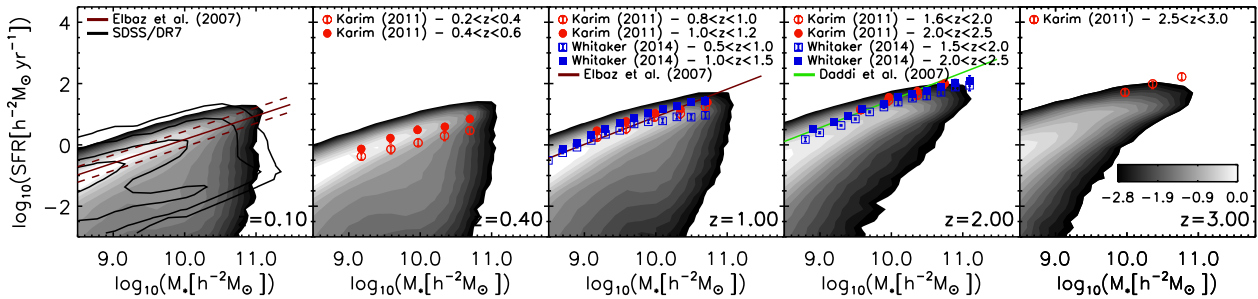 Elbaz et al. (2007)
SDSS/DR7
Karim (2011) - 0.2<z<0.4
Karim (2011) - 0.4<z<0.6
Karim (2011) - 0.8<z<1.0
Karim (2011) - 1.0<z<1.2
Whitaker (2014) - 0.5<z<1.0
Whitaker (2014) - 1.0<z<1.5
Elbaz et al. (2007)
Karim (2011) - 1.6<z<2.0
Karim (2011) - 2.0<z<2.5
Whitaker (2014) - 1.5<z<2.0
Whitaker (2014) - 2.0<z<2.5
Daddi et al. (2007)
Karim (2011) - 2.5<z<3.0
log₁₀(SFR[h⁻²M⊙ yr⁻¹])
4
2
0
−2
=0.10
z=0.40
z=1.00
z=2.00
−2.8 −1.9 −0.9 0.0
z=3.00
9.0 10.0 11.0
9.0 10.0 11.0
9.0 10.0 11.0
9.0 10.0 11.0
9.0 10.0 11.0
log₁₀(M*[h⁻²M⊙])
log₁₀(M*[h⁻²M⊙])
log₁₀(M*[h⁻²M⊙])
log₁₀(M*[h⁻²M⊙])
log₁₀(M*[h⁻²M⊙])